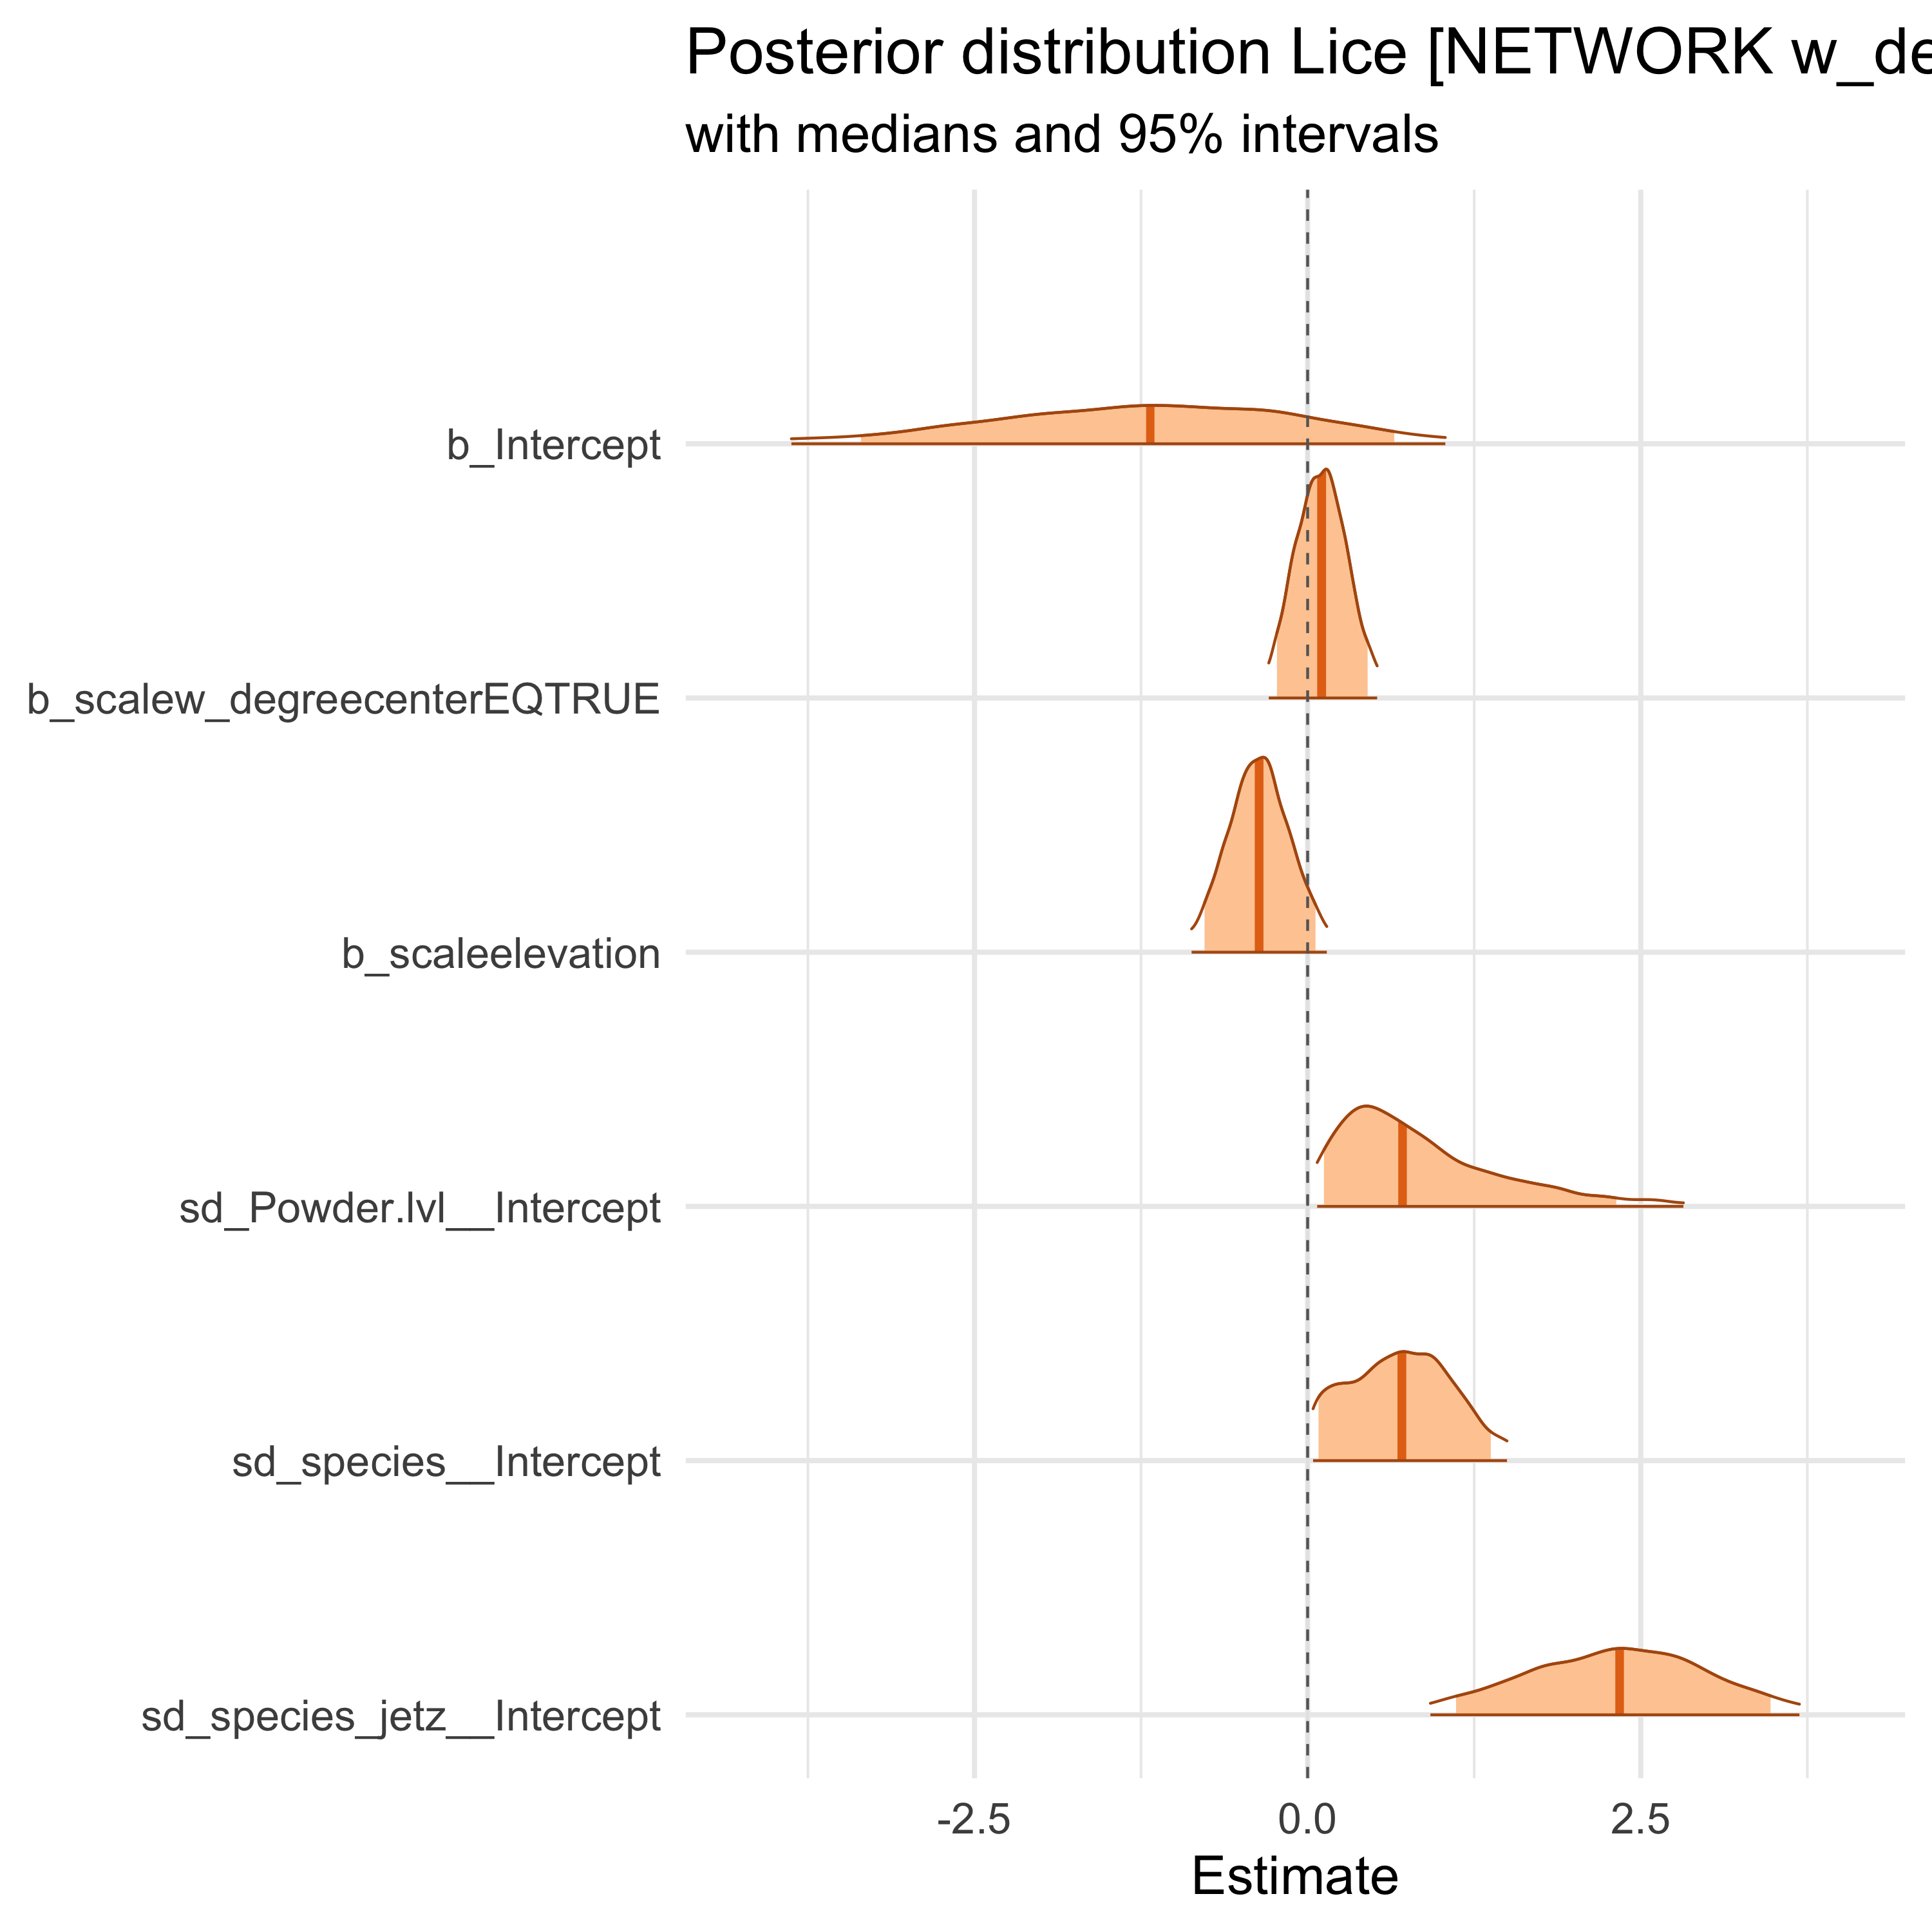 Posterior distribution Lice [NETWORK w_de
with medians and 95% intervals
b_Intercept
b_scalew_degreecenterEQTRUE
b_scaleelevation
sd_Powder.lvl__Intercept
sd_species__Intercept
sd_species_jetz__Intercept
-2.5 0.0 2.5
Estimate